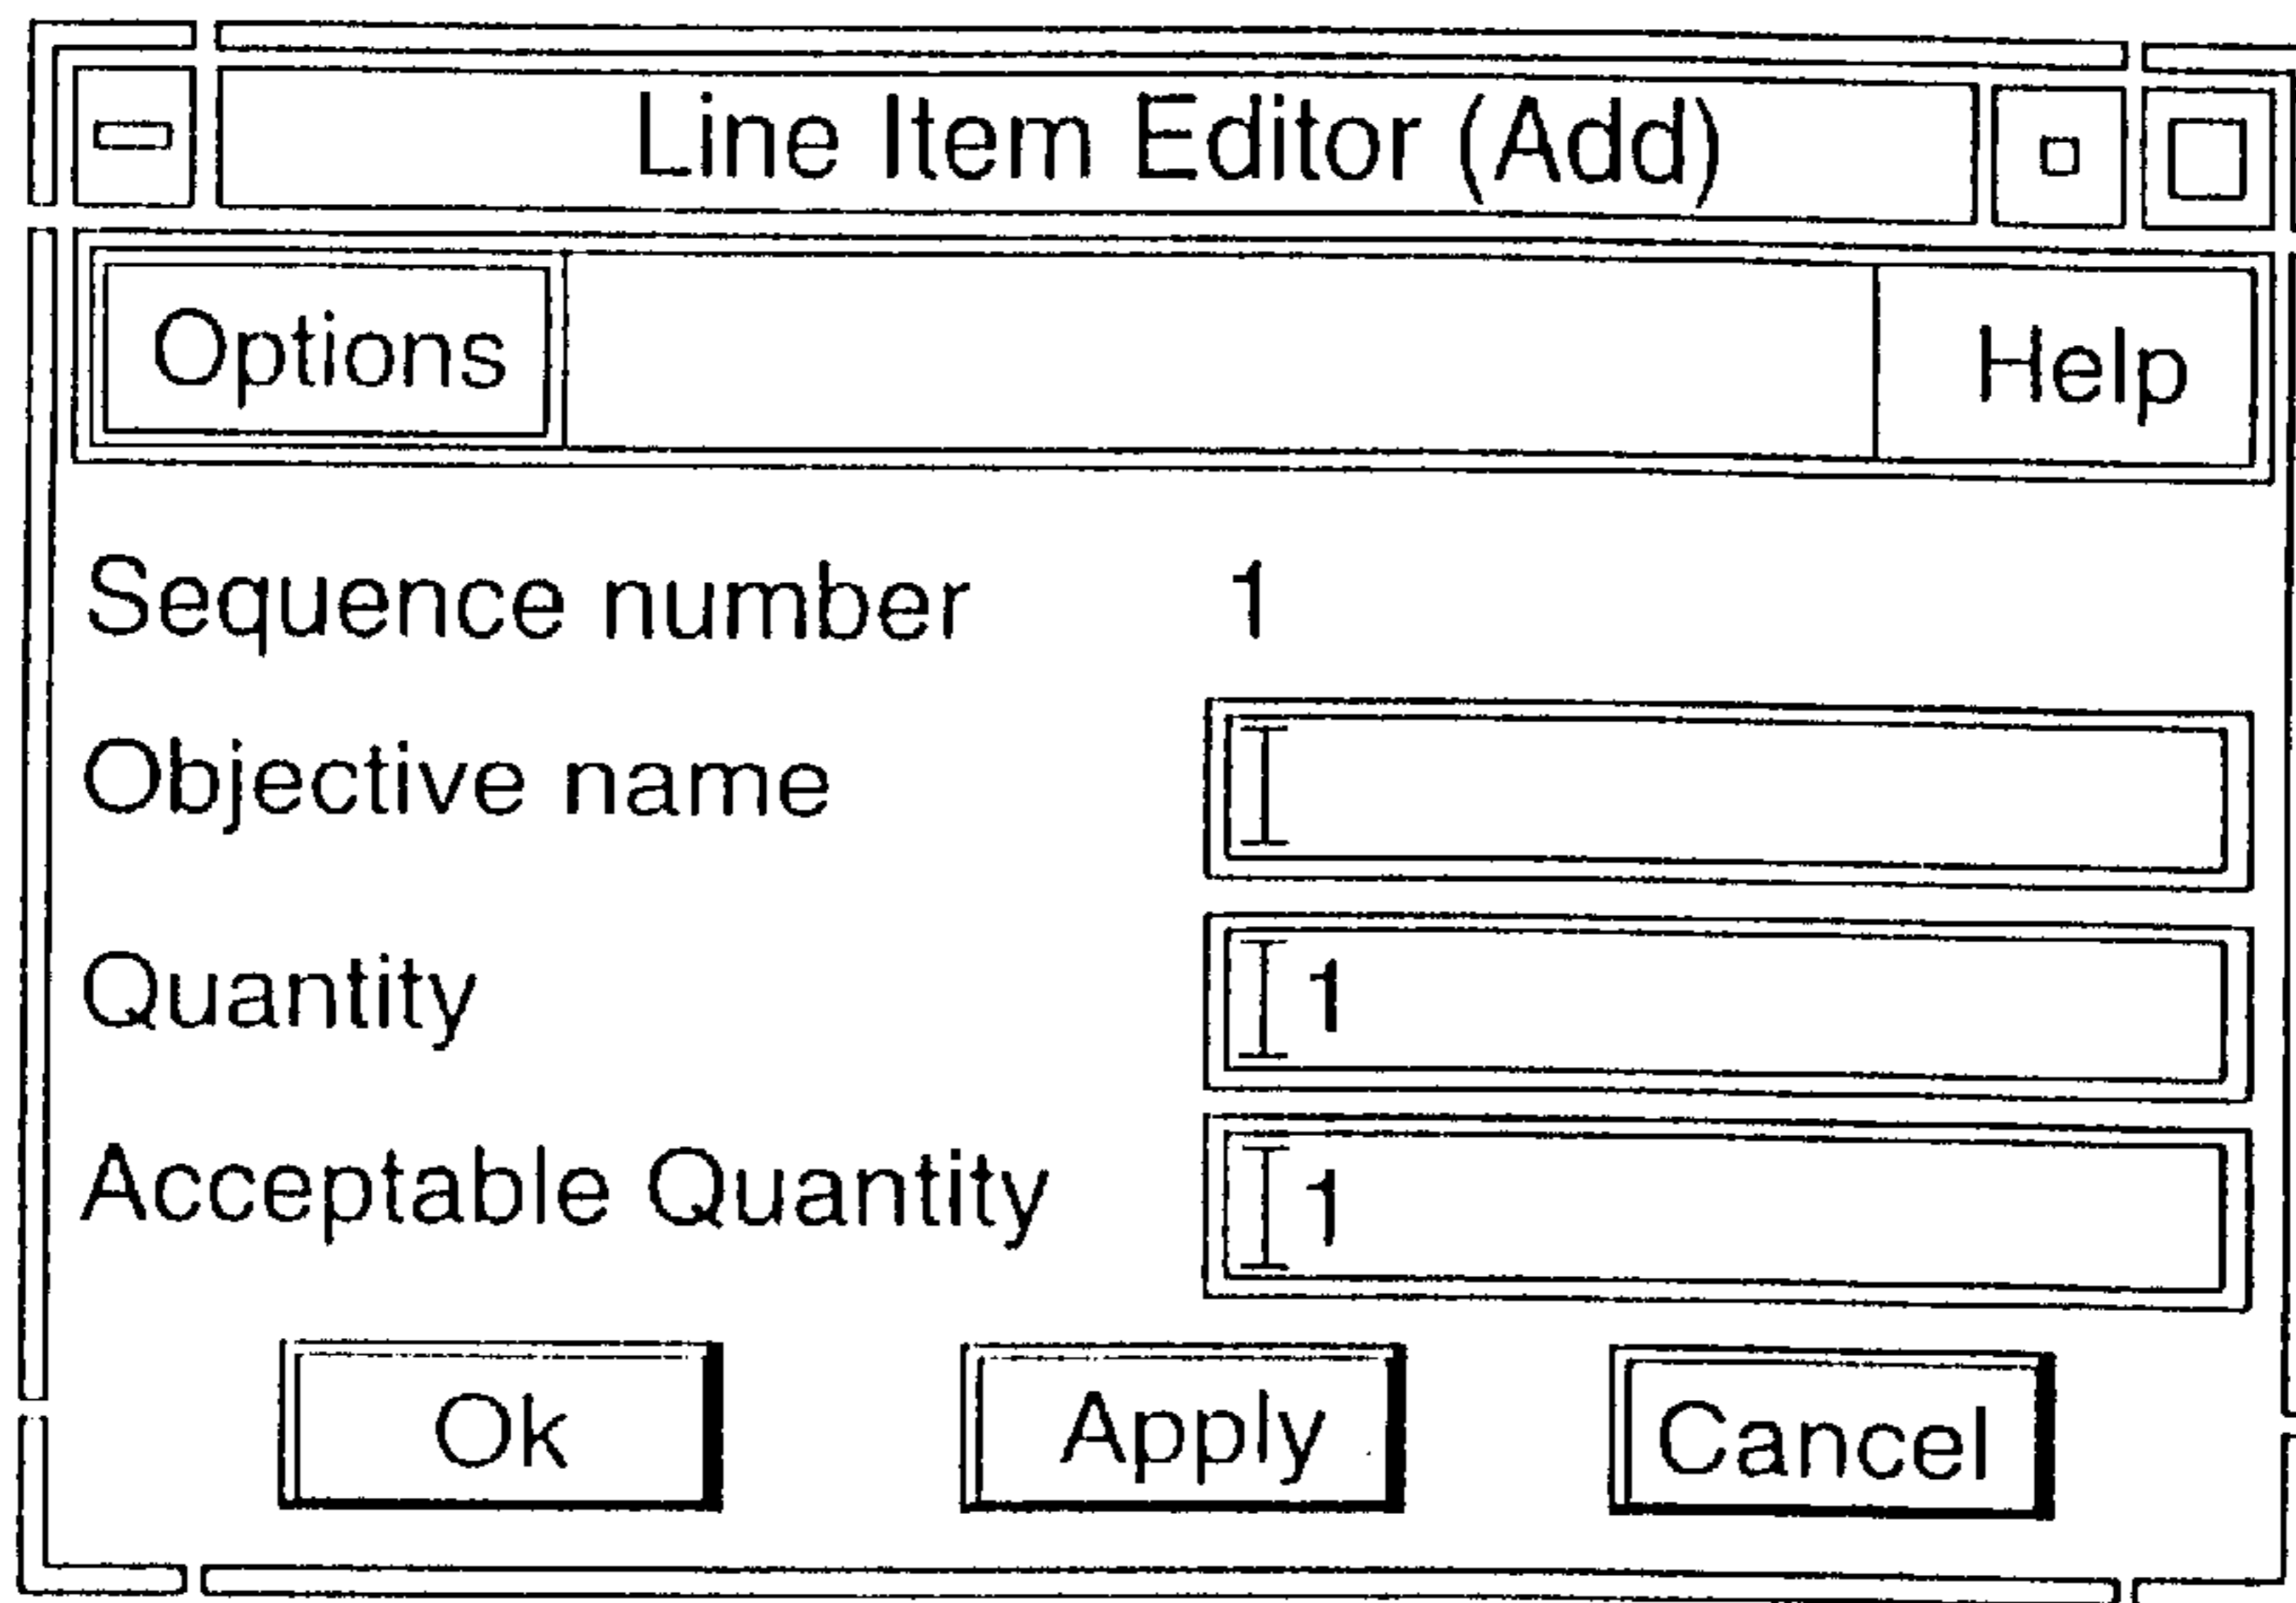 Line Item Editor (Add)
Options Help
Sequence number 1
Objective name
Quantity 1
Acceptable Quantity 1
Ok Apply Cancel